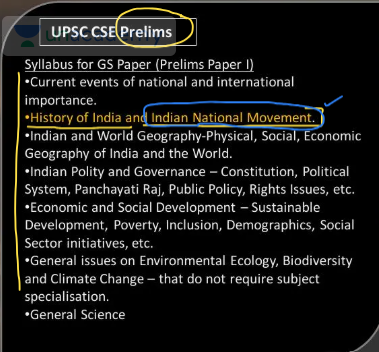 UPSC CSE Prelims
Syllabus for GS Paper (Prelims Paper I)
•Current events of national and international
importance.
•History of India and Indian National Movement.
•Indian and World Geography-Physical, Social, Economic
Geography of India and the World.
•Indian Polity and Governance – Constitution, Political
System, Panchayati Raj, Public Policy, Rights Issues, etc.
•Economic and Social Development – Sustainable
Development, Poverty, Inclusion, Demographics, Social
Sector initiatives, etc.
•General issues on Environmental Ecology, Biodiversity
and Climate Change – that do not require subject
specialisation.
•General Science